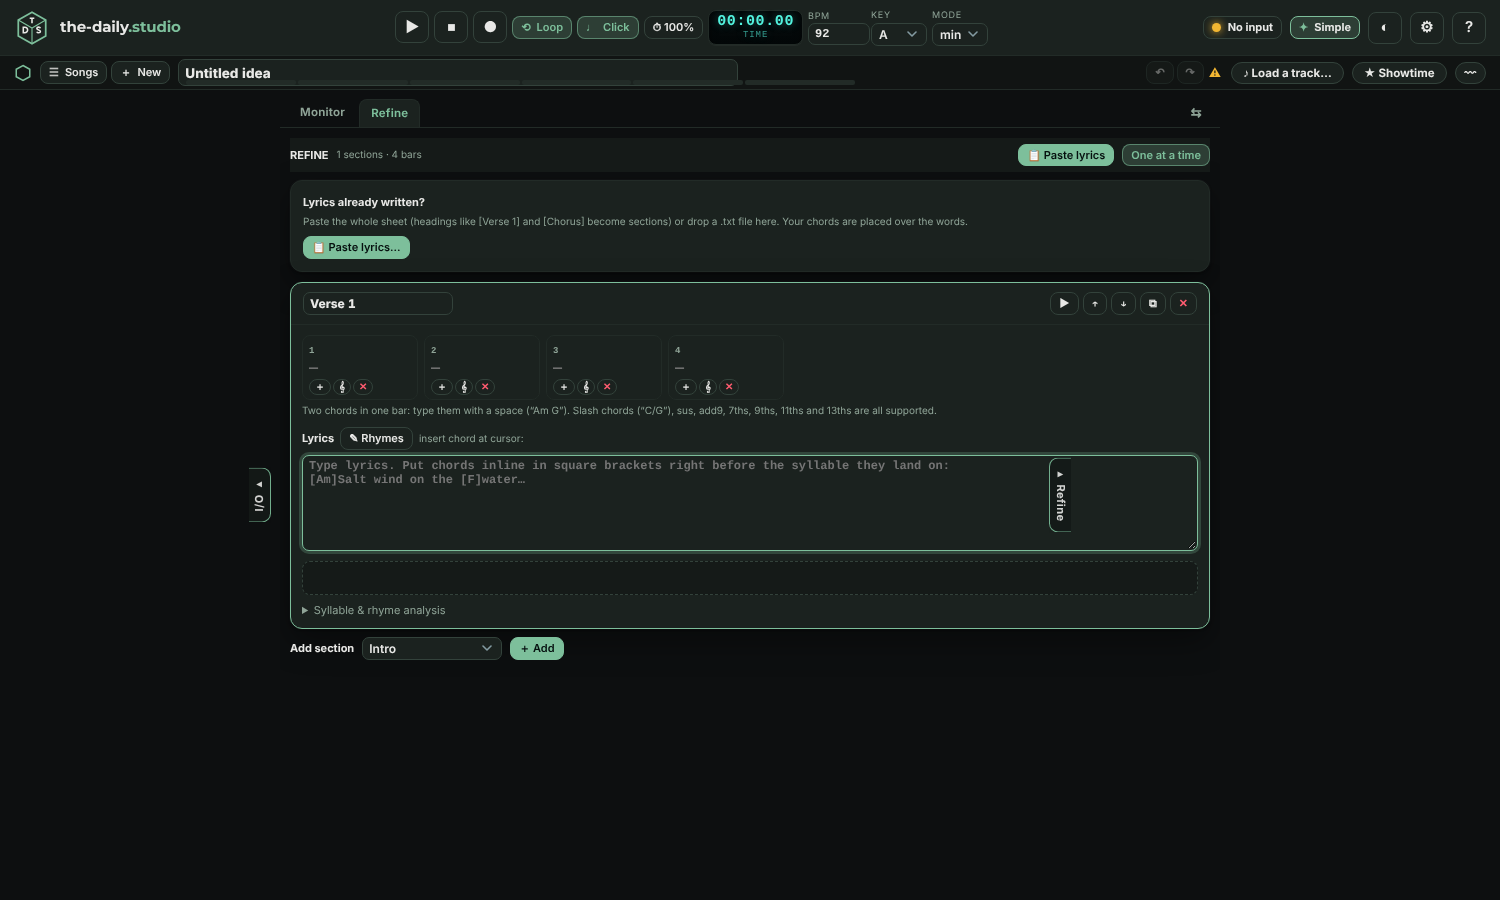 the-daily.studio
T D S
Loop
Click
100%
00:00.00
TIME
BPM
92
KEY
A
MODE
min
No input
Simple
?
Songs
+ New
Untitled idea
Load a track...
Showtime
Monitor
Refine
REFINE
1 sections · 4 bars
Paste lyrics
One at a time
Lyrics already written?
Paste the whole sheet (headings like [Verse 1] and [Chorus] become sections) or drop a .txt file here. Your chords are placed over the words.
Paste lyrics...
Verse 1
1
2
3
4
—
—
—
—
Two chords in one bar: type them with a space ("Am G"). Slash chords ("C/G"), sus, add9, 7ths, 9ths, 11ths and 13ths are all supported.
Lyrics
Rhymes
insert chord at cursor:
Type lyrics. Put chords inline in square brackets right before the syllable they land on:
[Am]Salt wind on the [F]water…
I/O
Refine
Syllable & rhyme analysis
Add section
Intro
+ Add